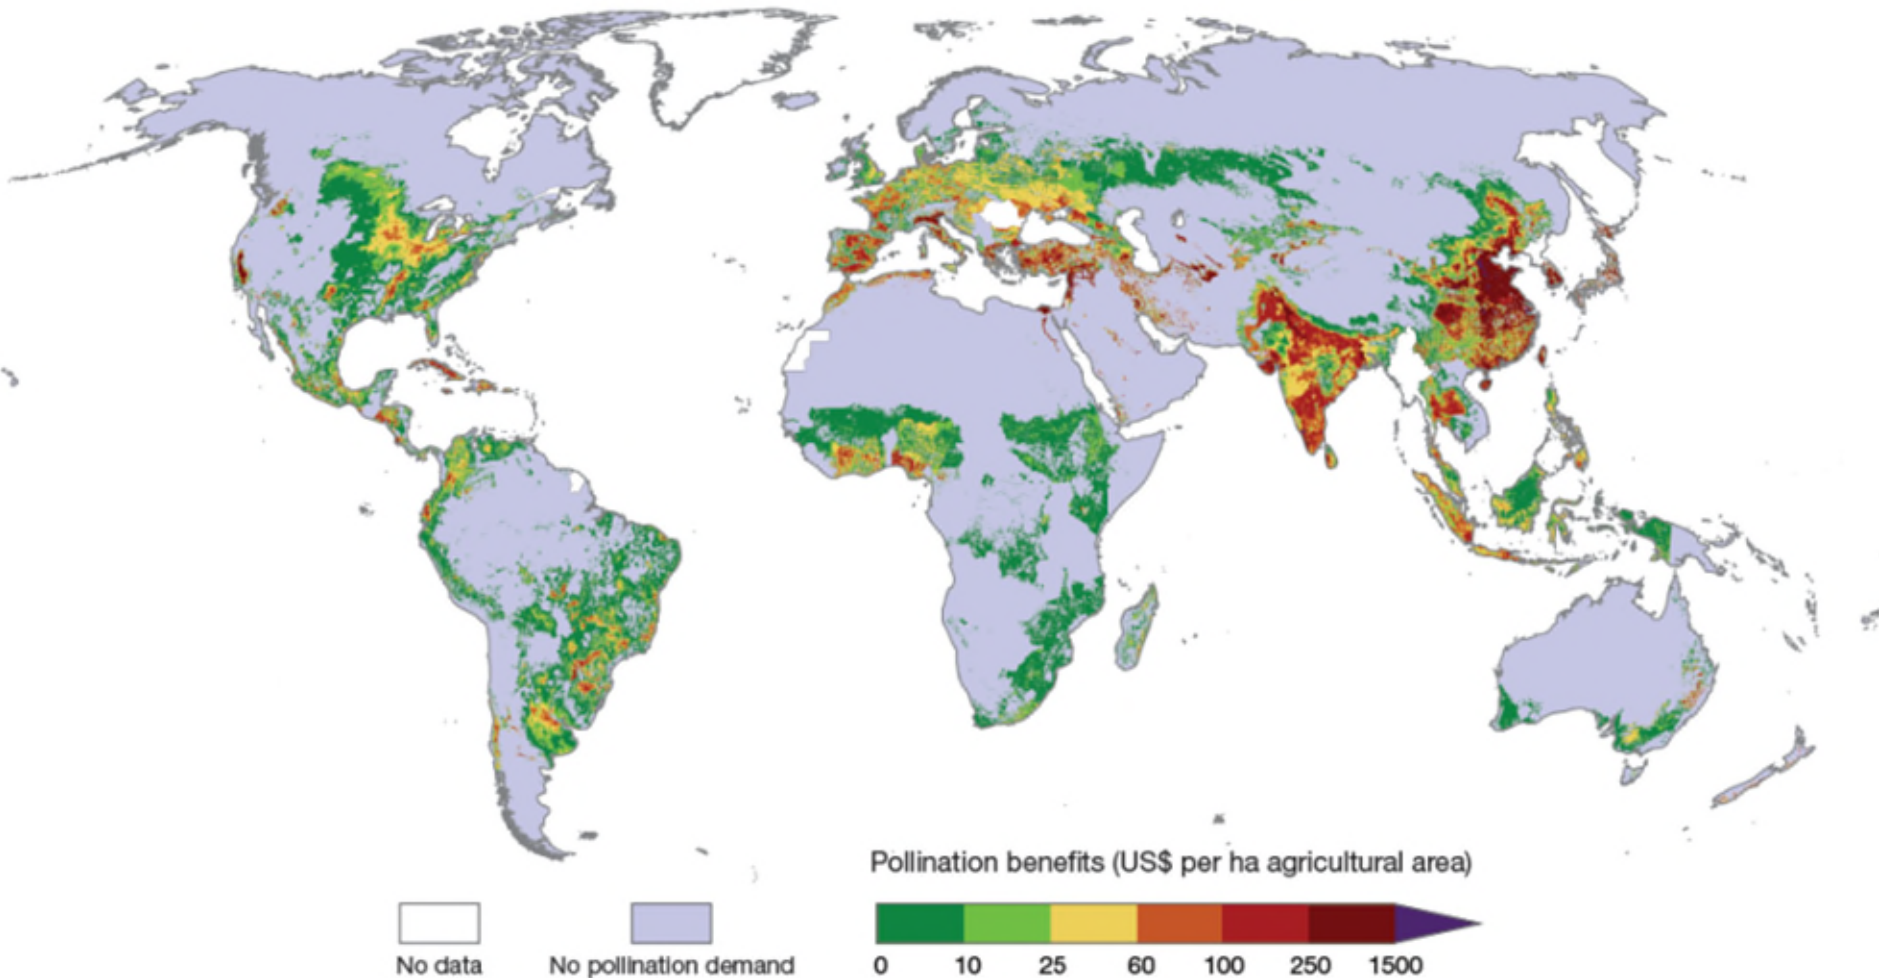 Pollination benefits (US$ per ha agricultural area)
No data
No pollination demand
0 10 25 60 100 250 1500